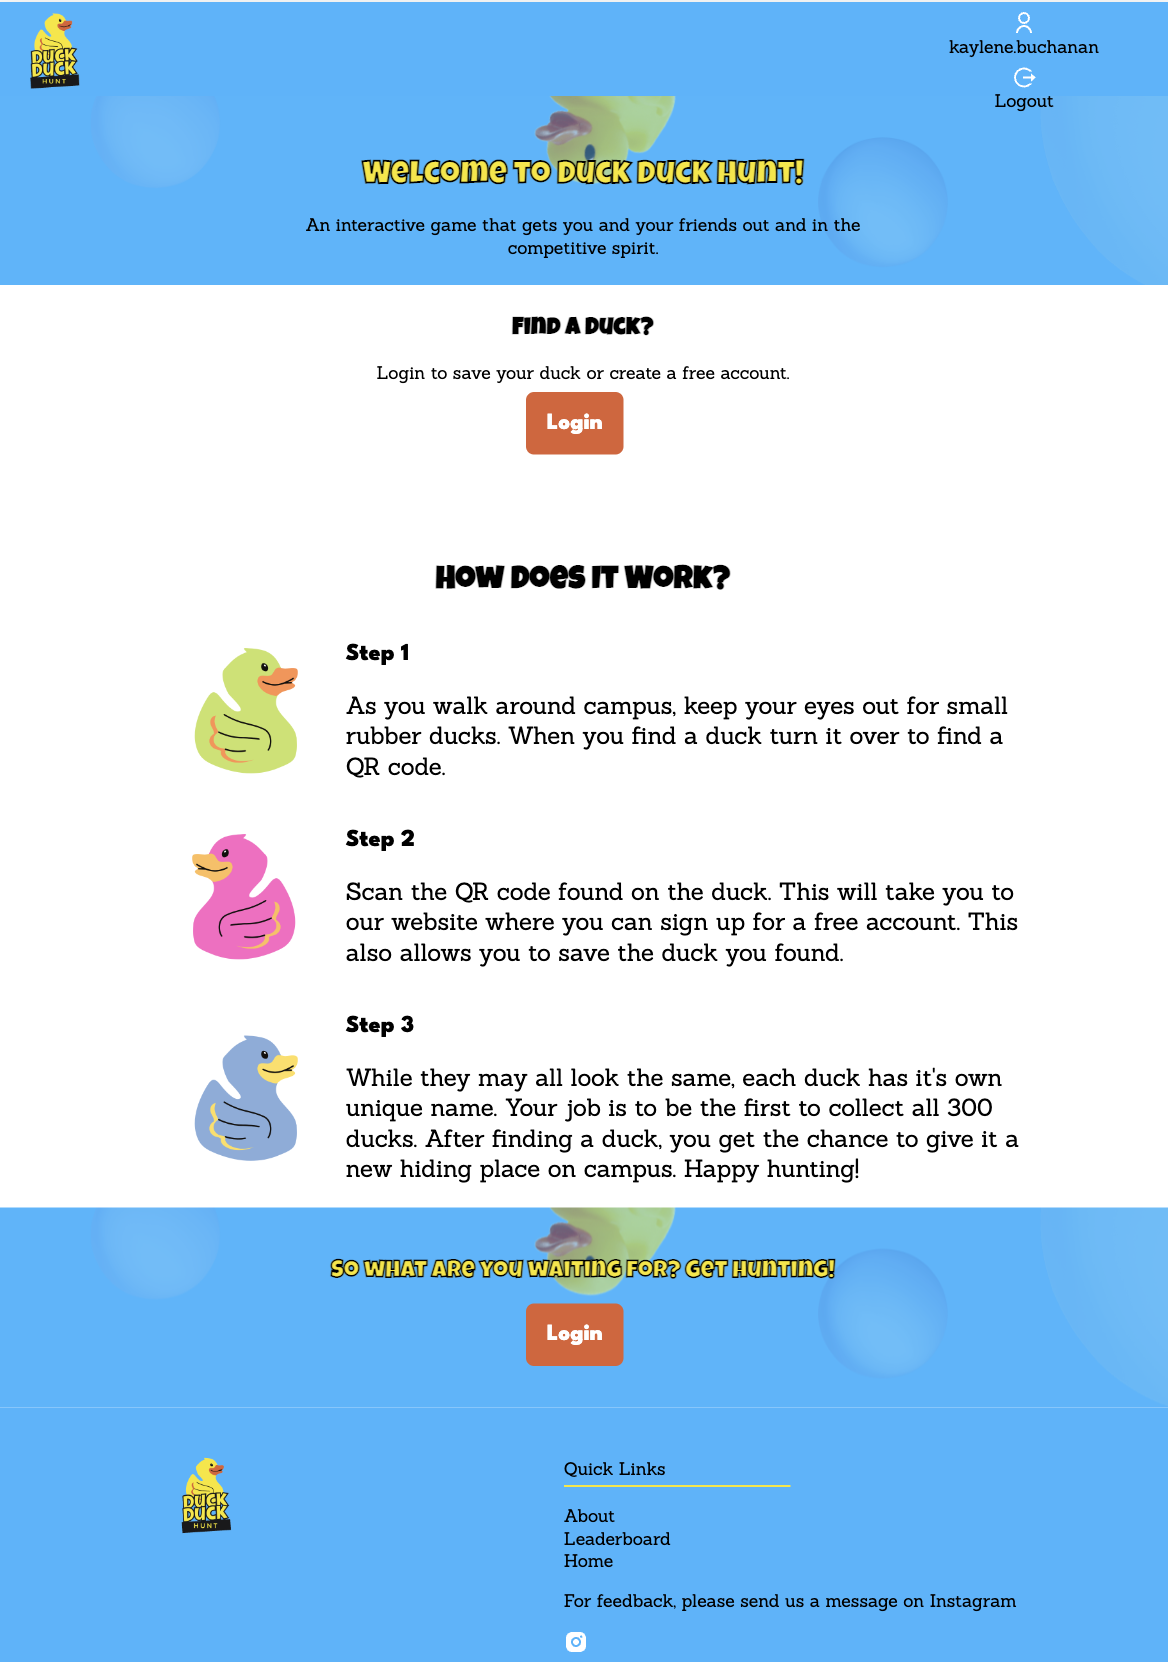 DUCK
DUCK
HUNT
kaylene.buchanan
Logout
Welcome to Duck Duck Hunt!
An interactive game that gets you and your friends out and in the
competitive spirit.
Find a Duck?
Login to save your duck or create a free account.
Login
How does it work?
Step 1
As you walk around campus, keep your eyes out for small
rubber ducks. When you find a duck turn it over to find a
QR code.
Step 2
Scan the QR code found on the duck. This will take you to
our website where you can sign up for a free account. This
also allows you to save the duck you found.
Step 3
While they may all look the same, each duck has it's own
unique name. Your job is to be the first to collect all 300
ducks. After finding a duck, you get the chance to give it a
new hiding place on campus. Happy hunting!
So what are you waiting for? Get Hunting!
Login
DUCK
DUCK
HUNT
Quick Links
About
Leaderboard
Home
For feedback, please send us a message on Instagram